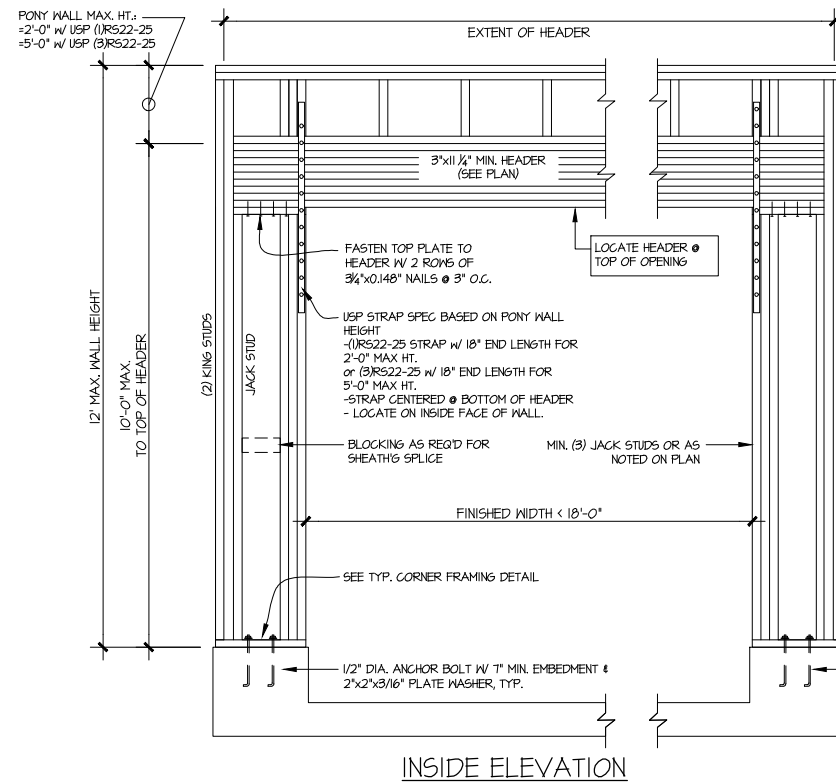 PONY WALL MAX. HT.:
=2'-0" W/ USP (1)RS22-25
=5'-0" W/ USP (3)RS22-25
EXTENT OF HEADER
3"x11 1/4" MIN. HEADER
(SEE PLAN)
FASTEN TOP PLATE TO
HEADER W/ 2 ROWS OF
3 1/4"x0.148" NAILS @ 3" O.C.
LOCATE HEADER @
TOP OF OPENING
USP STRAP SPEC BASED ON PONY WALL
HEIGHT
-(1)RS22-25 STRAP W/ 18" END LENGTH FOR
2'-0" MAX HT.
or (3)RS22-25 W/ 18" END LENGTH FOR
5'-0" MAX HT.
-STRAP CENTERED @ BOTTOM OF HEADER
- LOCATE ON INSIDE FACE OF WALL.
12' MAX. WALL HEIGHT
10'-0" MAX.
TO TOP OF HEADER
(2) KING STUDS
JACK STUD
BLOCKING AS REQ'D FOR
SHEATH'G SPLICE
MIN. (3) JACK STUDS OR AS
NOTED ON PLAN
FINISHED WIDTH < 18'-0"
SEE TYP. CORNER FRAMING DETAIL
1/2" DIA. ANCHOR BOLT W/ 7" MIN. EMBEDMENT &
2"x2"x3/16" PLATE WASHER, TYP.
INSIDE ELEVATION